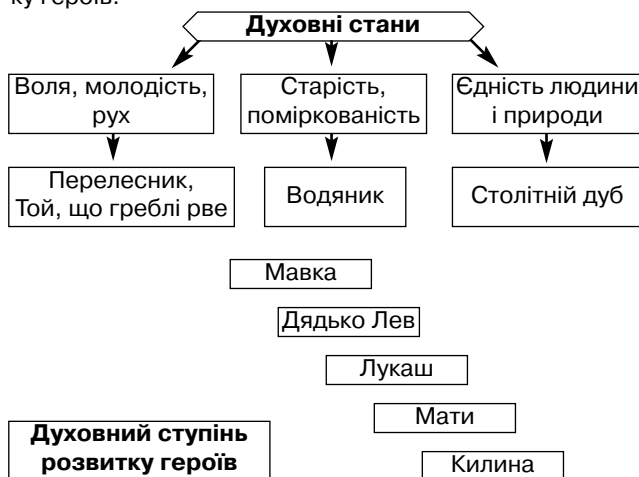 ку героїв.
Духовні стани
Воля, молодість,
рух
Старість,
поміркованість
Єдність людини
і природи
Перелесник,
Той, що греблі рве
Водяник
Столітній дуб
Мавка
Дядько Лев
Лукаш
Мати
Килина
Духовний ступінь
розвитку героїв